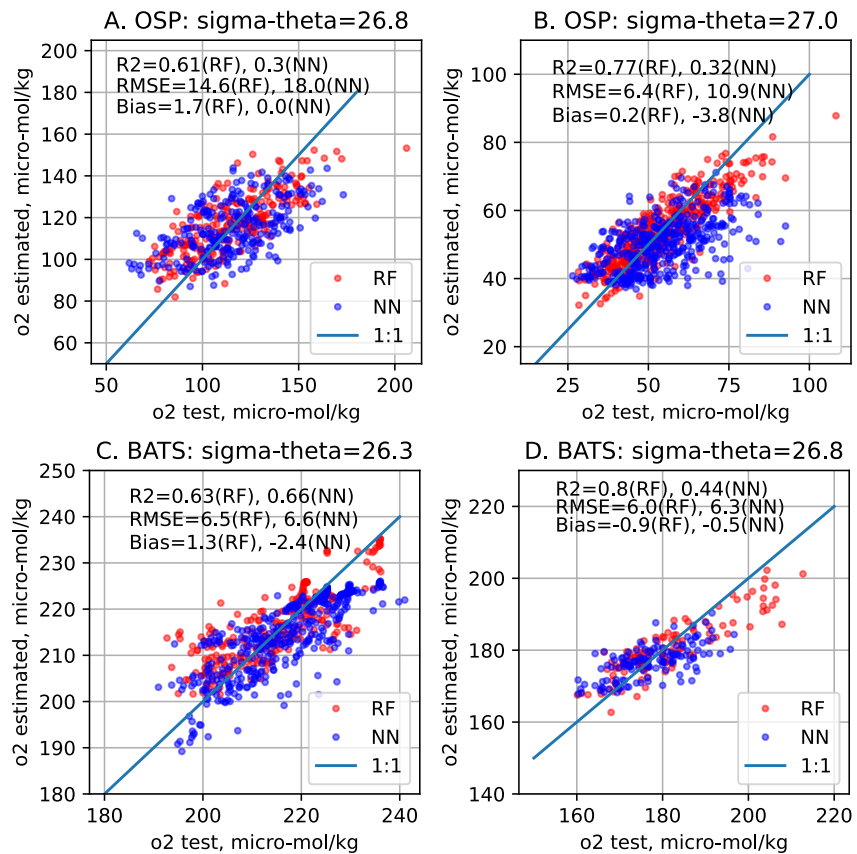 A. OSP: sigma-theta=26.8
R2=0.61(RF), 0.3(NN)
RMSE=14.6(RF), 18.0(NN)
Bias=1.7(RF), 0.0(NN)
200
180
160
140
120
100
80
60
o2 estimated, micro-mol/kg
RF
NN
1:1
50
100
150
200
o2 test, micro-mol/kg
B. OSP: sigma-theta=27.0
R2=0.77(RF), 0.32(NN)
RMSE=6.4(RF), 10.9(NN)
Bias=0.2(RF), -3.8(NN)
100
80
60
40
20
o2 estimated, micro-mol/kg
RF
NN
1:1
25
50
75
100
o2 test, micro-mol/kg
C. BATS: sigma-theta=26.3
R2=0.63(RF), 0.66(NN)
RMSE=6.5(RF), 6.6(NN)
Bias=1.3(RF), -2.4(NN)
250
240
230
220
210
200
190
180
o2 estimated, micro-mol/kg
RF
NN
1:1
180
200
220
240
o2 test, micro-mol/kg
D. BATS: sigma-theta=26.8
R2=0.8(RF), 0.44(NN)
RMSE=6.0(RF), 6.3(NN)
Bias=-0.9(RF), -0.5(NN)
220
200
180
160
140
o2 estimated, micro-mol/kg
RF
NN
1:1
160
180
200
220
o2 test, micro-mol/kg